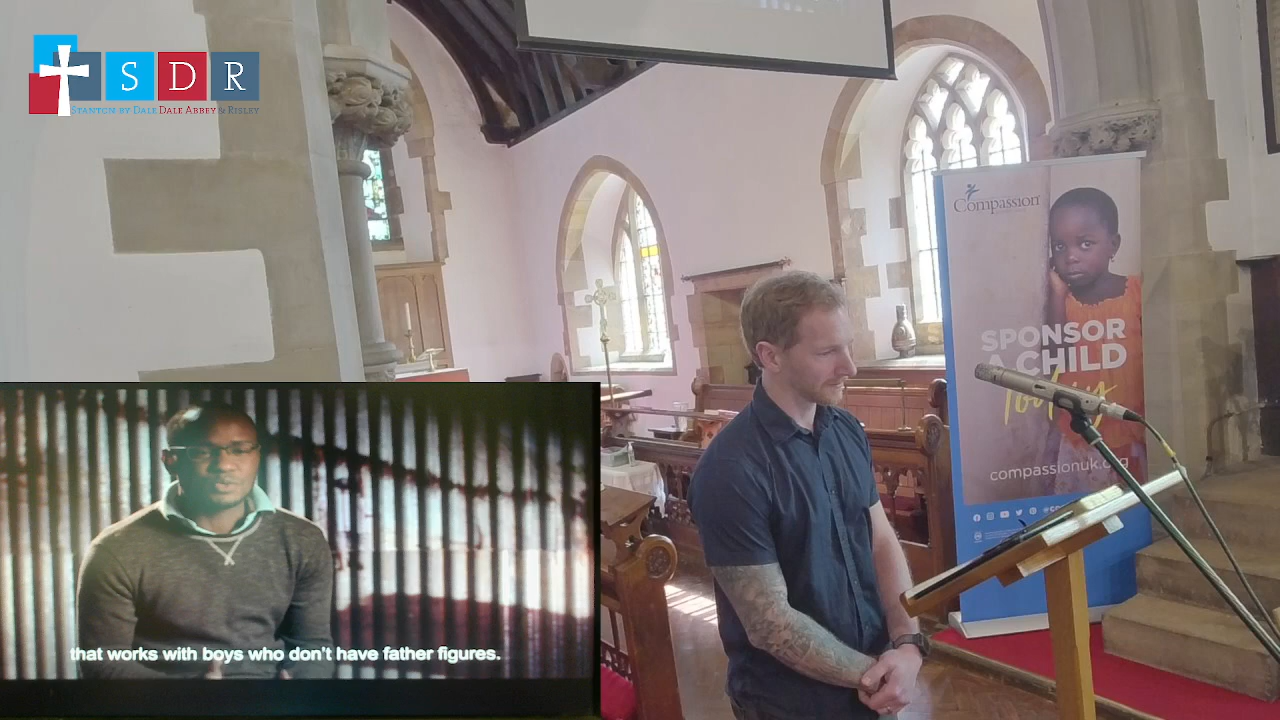 SDR
STANTON BY DALE DALE ABBEY & RISLEY
Compassion
SPONSOR
A CHILD
Today
compassionuk.org
that works with boys who don't have father figures.